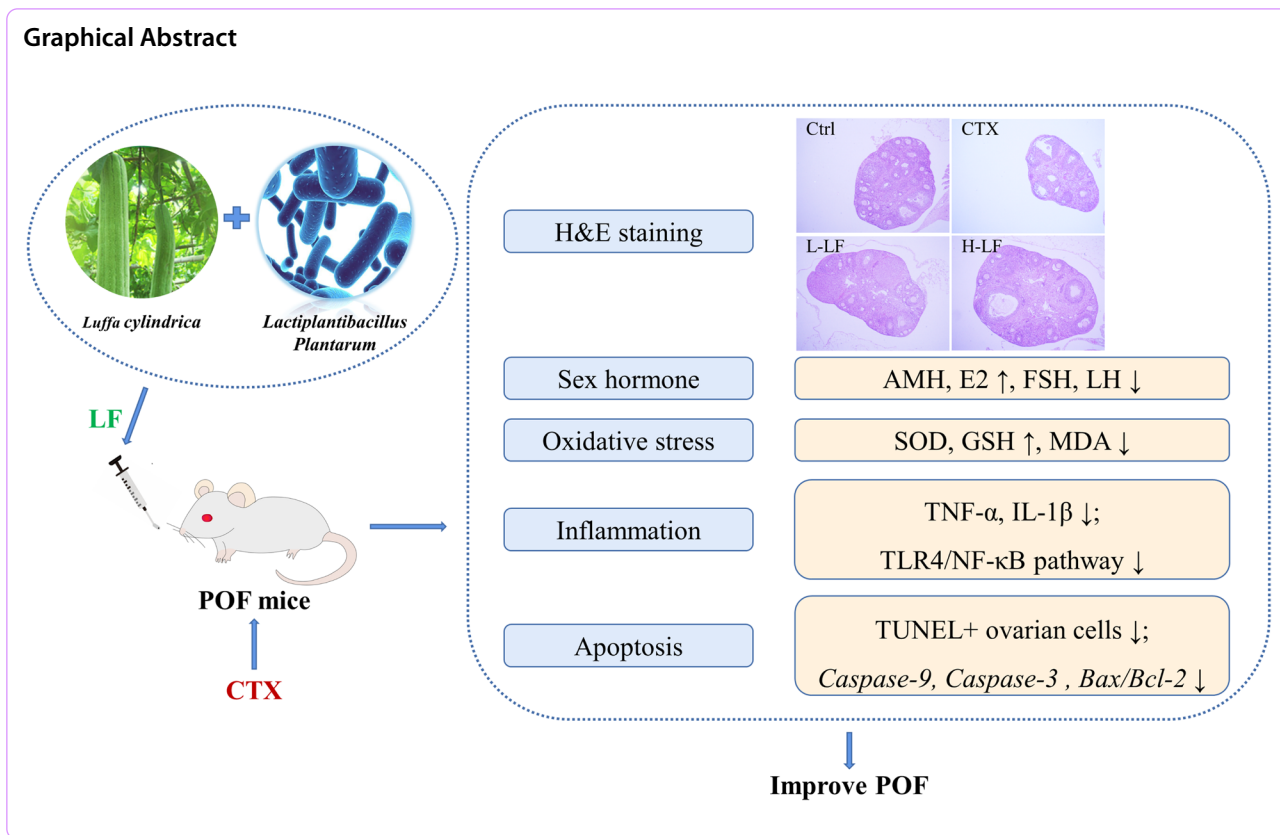 Graphical Abstract
Luffa cylindrica
+
Lactiplantibacillus
Plantarum
LF
POF mice
CTX
Ctrl
CTX
L-LF
H-LF
H&E staining
Sex hormone
AMH, E2 ↑, FSH, LH ↓
Oxidative stress
SOD, GSH ↑, MDA ↓
Inflammation
TNF-α, IL-1β ↓;
TLR4/NF-κB pathway ↓
Apoptosis
TUNEL+ ovarian cells ↓;
Caspase-9, Caspase-3 , Bax/Bcl-2 ↓
Improve POF